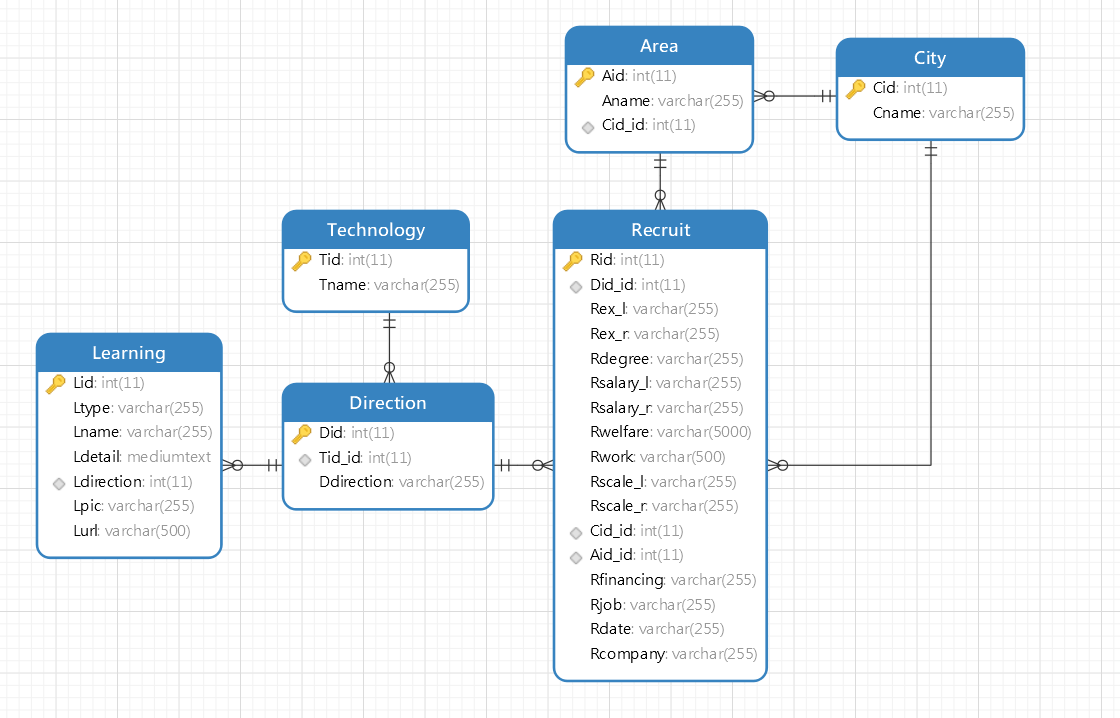 Area
Aid: int(11)
Aname: varchar(255)
Cid_id: int(11)
City
Cid: int(11)
Cname: varchar(255)
Technology
Tid: int(11)
Tname: varchar(255)
Learning
Lid: int(11)
Ltype: varchar(255)
Lname: varchar(255)
Ldetail: mediumtext
Ldirection: int(11)
Lpic: varchar(255)
Lurl: varchar(500)
Direction
Did: int(11)
Tid_id: int(11)
Ddirection: varchar(255)
Recruit
Rid: int(11)
Did_id: int(11)
Rex_l: varchar(255)
Rex_r: varchar(255)
Rdegree: varchar(255)
Rsalary_l: varchar(255)
Rsalary_r: varchar(255)
Rwelfare: varchar(5000)
Rwork: varchar(500)
Rscale_l: varchar(255)
Rscale_r: varchar(255)
Cid_id: int(11)
Aid_id: int(11)
Rfinancing: varchar(255)
Rjob: varchar(255)
Rdate: varchar(255)
Rcompany: varchar(255)